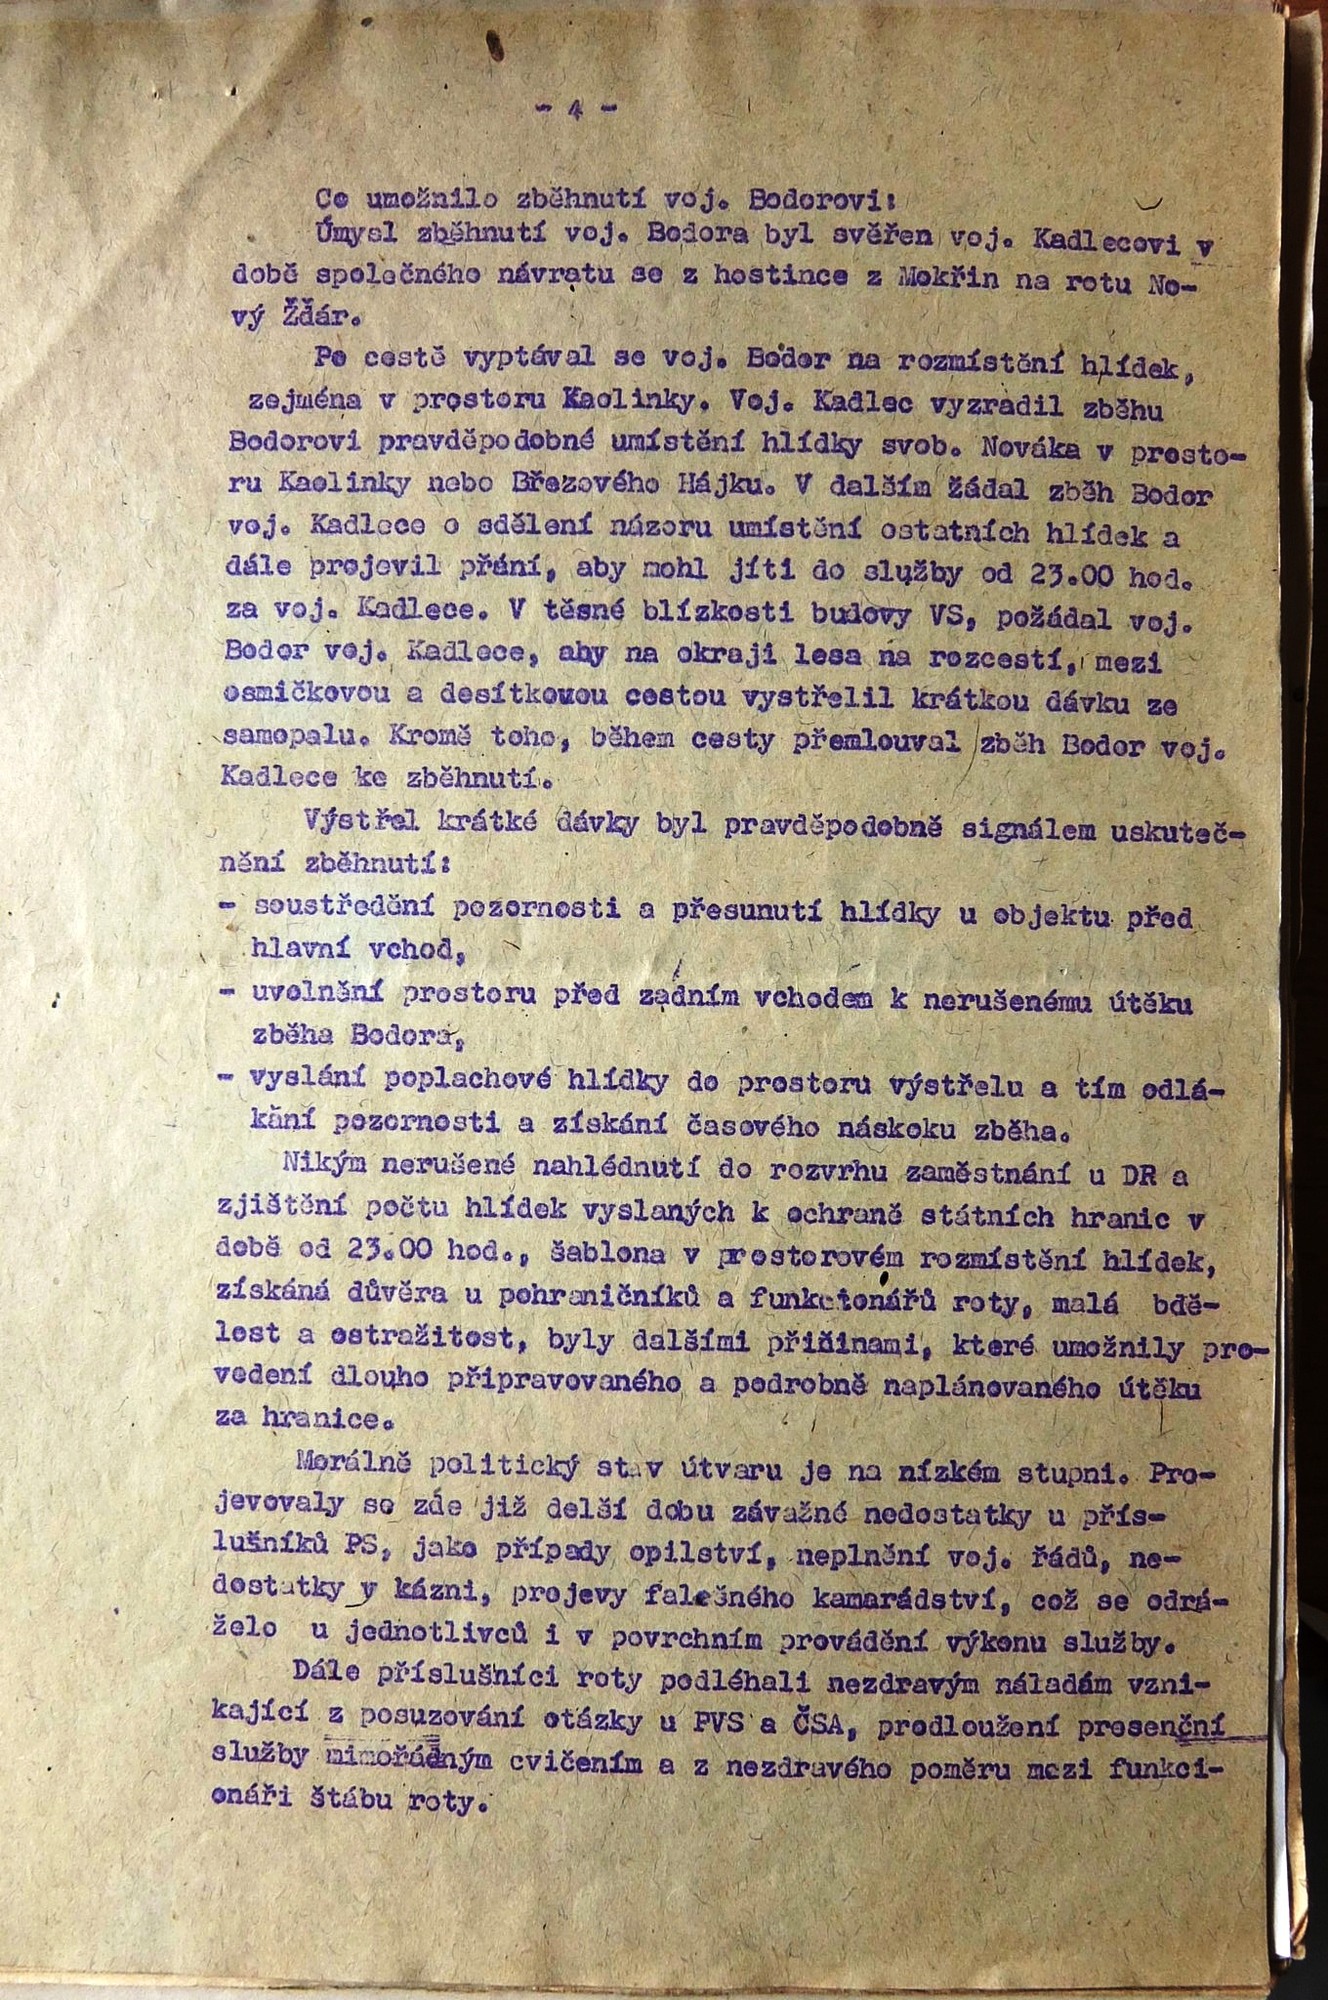 - 4 -
Co umožnilo zběhnutí voj. Bodorovi:
Úmysl zběhnutí voj. Bodora byl svěřen voj. Kadlecovi v
době společného návratu se z hostince z Mokřin na rotu No-
vý Žďár.
Po cestě vyptával se voj. Bodor na rozmístění hlídek,
zejména v prostoru Kaolinky. Voj. Kadlec vyzradil zběhu
Bodorovi pravděpodobné umístění hlídky svob. Nováka v prosto-
ru Kaolinky nebo Březového Hájku. V dalším žádal zběh Bodor
voj. Kadlece o sdělení názoru umístění ostatních hlídek a
dále projevil přání, aby mohl jíti do služby od 23.00 hod.
za voj. Kadlece. V těsné blízkosti budovy VS, požádal voj.
Bodor voj. Kadlece, aby na okraji lesa na rozcestí, mezi
osmičkovou a desítkouou cestou vystřelil krátkou dávku ze
samopalu. Kromě toho, během cesty přemlouval zběh Bodor voj.
Kadlece ke zběhnutí.
Výstřel krátké dávky byl pravděpodobně signálem uskuteč-
nění zběhnutí:
- soustředění pozornosti a přesunutí hlídky u objektu před
hlavní vchod,
- uvolnění prostoru před zadním vchodem k nerušenému útěku
zběha Bodora,
- vyslání poplachové hlídky do prostoru výstřelu a tím odlá-
kání pozornosti a získání časového náskoku zběha.
Nikým nerušené nahlédnutí do rozvrhu zaměstnání u DR a
zjištění počtu hlídek vyslaných k ochraně státních hranic v
době od 23.00 hod., šablona v prostorovém rozmístění hlídek,
získáná důvěra u pohraničníků a funkcionářů roty, malá bdě-
lost a ostražitost, byly dalšími příčinami, které umožnily pro-
vedení dlouho připravovaného a podrobně naplánovaného útěku
za hranice.
Morálně politický stav útvaru je na nízkém stupni. Pro-
jevovaly se zde již delší dobu závažné nedostatky u přís-
lušníků PS, jako případy opilství, neplnění voj. řádů, ne-
dostatky v kázni, projevy falešného kamarádství, což se odrá-
želo u jednotlivců i v povrchním provádění výkonu služby.
Dále příslušníci roty podléhali nezdravým náladám vzni-
kající z posuzování otázky u PVS a ČSA, prodloužení presenční
služby mimořádným cvičením a z nezdravého poměru mezi funkci-
onáři štábu roty.